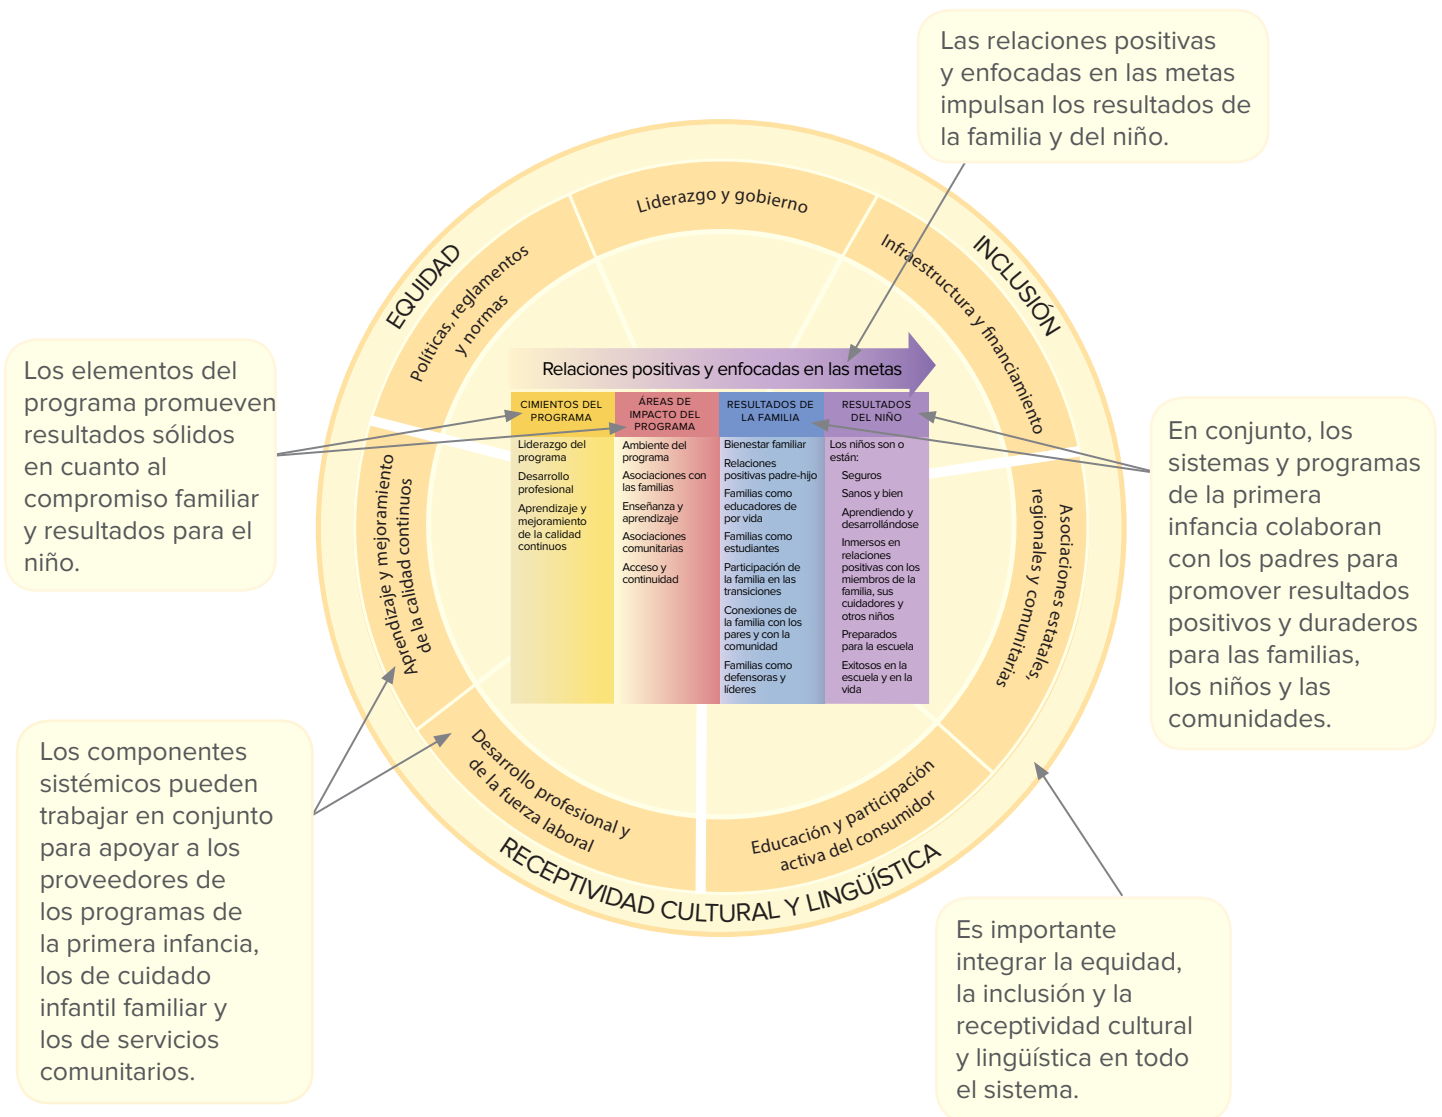 Las relaciones positivas
y enfocadas en las metas
impulsan los resultados de
la familia y del niño.
EQUIDAD
INCLUSIÓN
RECEPTIVIDAD CULTURAL Y LINGÜÍSTICA
Liderazgo y gobierno
Infraestructura y financiamiento
Asociaciones estatales,
regionales y comunitarias
Educación y participación
activa del consumidor
Desarrollo profesional y
de la fuerza laboral
Aprendizaje y mejoramiento
de la calidad continuos
Políticas, reglamentos
y normas
Relaciones positivas y enfocadas en las metas
CIMIENTOS DEL
PROGRAMA
Liderazgo del
programa
Desarrollo
profesional
Aprendizaje y
mejoramiento
de la calidad
continuos
ÁREAS DE
IMPACTO DEL
PROGRAMA
Ambiente del
programa
Asociaciones con
las familias
Enseñanza y
aprendizaje
Asociaciones
comunitarias
Acceso y
continuidad
RESULTADOS DE
LA FAMILIA
Bienestar familiar
Relaciones
positivas padre-hijo
Familias como
educadores de
por vida
Familias como
estudiantes
Participación de
la familia en las
transiciones
Conexiones de
la familia con los
pares y con la
comunidad
Familias como
defensoras y
líderes
RESULTADOS
DEL NIÑO
Los niños son o
están:
Seguros
Sanos y bien
Aprendiendo y
desarrollándose
Inmersos en
relaciones
positivas con los
miembros de la
familia, sus
cuidadores y
otros niños
Preparados
para la escuela
Exitosos en la
escuela y en la
vida
Los elementos del
programa promueven
resultados sólidos
en cuanto al
compromiso familiar
y resultados para el
niño.
En conjunto, los
sistemas y programas
de la primera
infancia colaboran
con los padres para
promover resultados
positivos y duraderos
para las familias,
los niños y las
comunidades.
Los componentes
sistémicos pueden
trabajar en conjunto
para apoyar a los
proveedores de
los programas de
la primera infancia,
los de cuidado
infantil familiar y
los de servicios
comunitarios.
Es importante
integrar la equidad,
la inclusión y la
receptividad cultural
y lingüística en todo
el sistema.